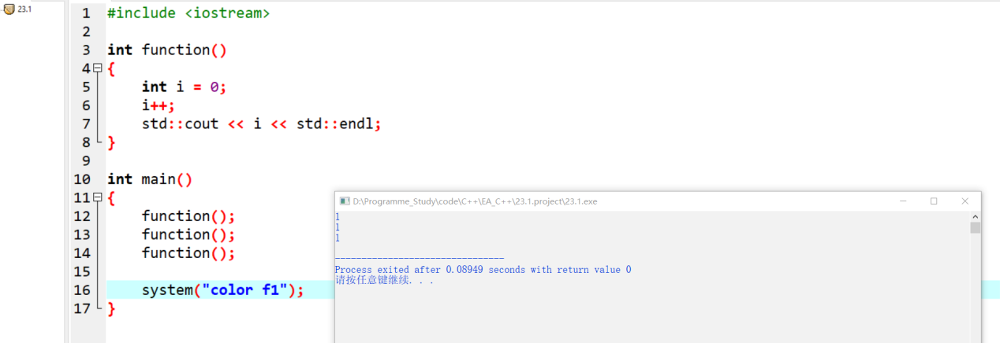 23.1
1 #include <iostream>
2
3 int function()
4 {
5     int i = 0;
6     i++;
7     std::cout << i << std::endl;
8 }
9
10 int main()
11 {
12     function();
13     function();
14     function();
15
16     system("color f1");
17 }
D:\Programme_Study\code\C++\EA_C++\23.1.project\23.1.exe
1
1
1
--------------------------------
Process exited after 0.08949 seconds with return value 0
请按任意键继续. . .